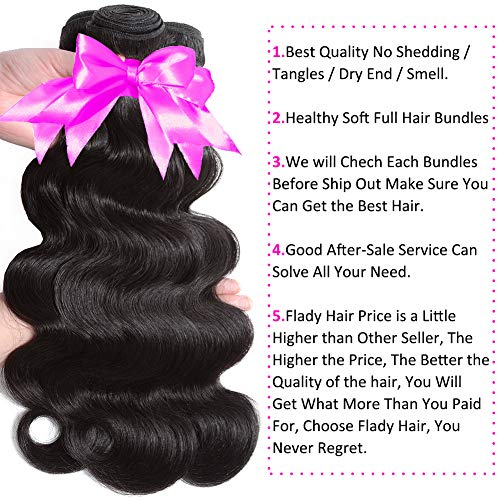 1.Best Quality No Shedding /
Tangles / Dry End / Smell.
2.Healthy Soft Full Hair Bundles
3.We will Chech Each Bundles
Before Ship Out Make Sure You
Can Get the Best Hair.
4.Good After-Sale Service Can
Solve All Your Need.
5.Flady Hair Price is a Little
Higher than Other Seller, The
Higher the Price, The Better the
Quality of the hair, You Will
Get What More Than You Paid
For, Choose Flady Hair, You
Never Regret.